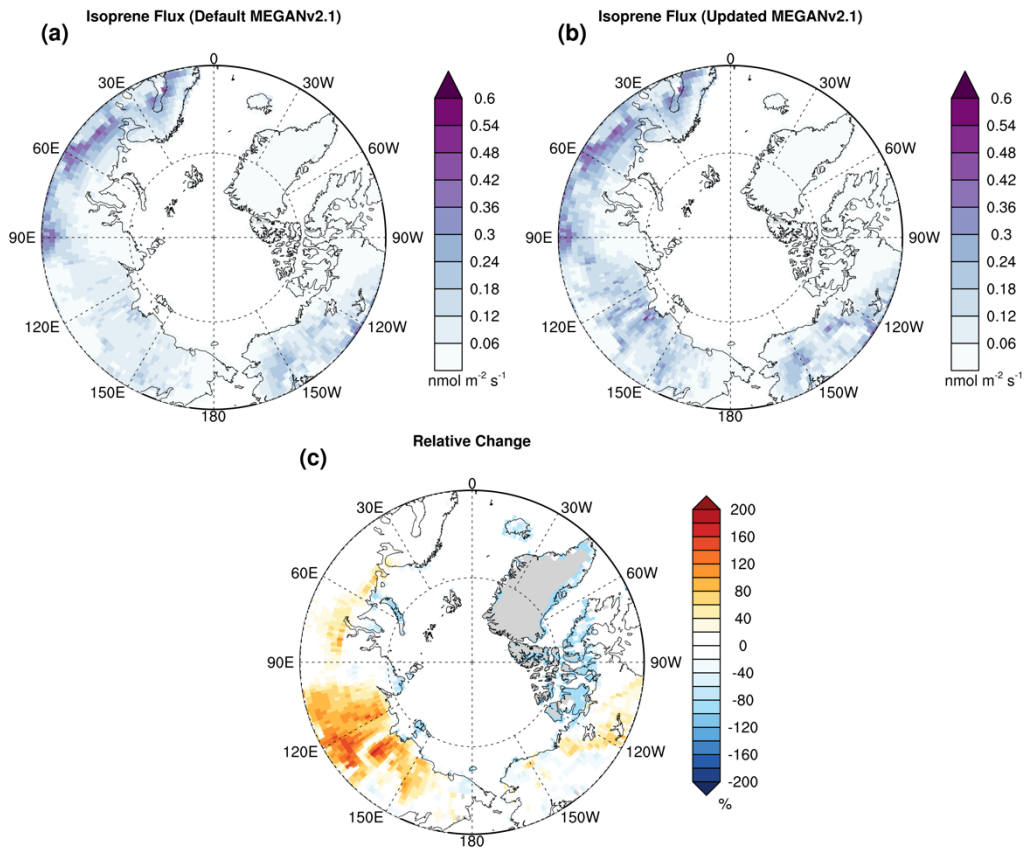 Isoprene Flux (Default MEGANv2.1)
(a)
0
30E
30W
60E
60W
90E
90W
120E
120W
150E
150W
180
0.6
0.54
0.48
0.42
0.36
0.3
0.24
0.18
0.12
0.06
nmol m⁻² s⁻¹
Isoprene Flux (Updated MEGANv2.1)
(b)
0
30E
30W
60E
60W
90E
90W
120E
120W
150E
150W
180
0.6
0.54
0.48
0.42
0.36
0.3
0.24
0.18
0.12
0.06
nmol m⁻² s⁻¹
Relative Change
(c)
0
30E
30W
60E
60W
90E
90W
120E
120W
150E
150W
180
200
160
120
80
40
0
-40
-80
-120
-160
-200
%